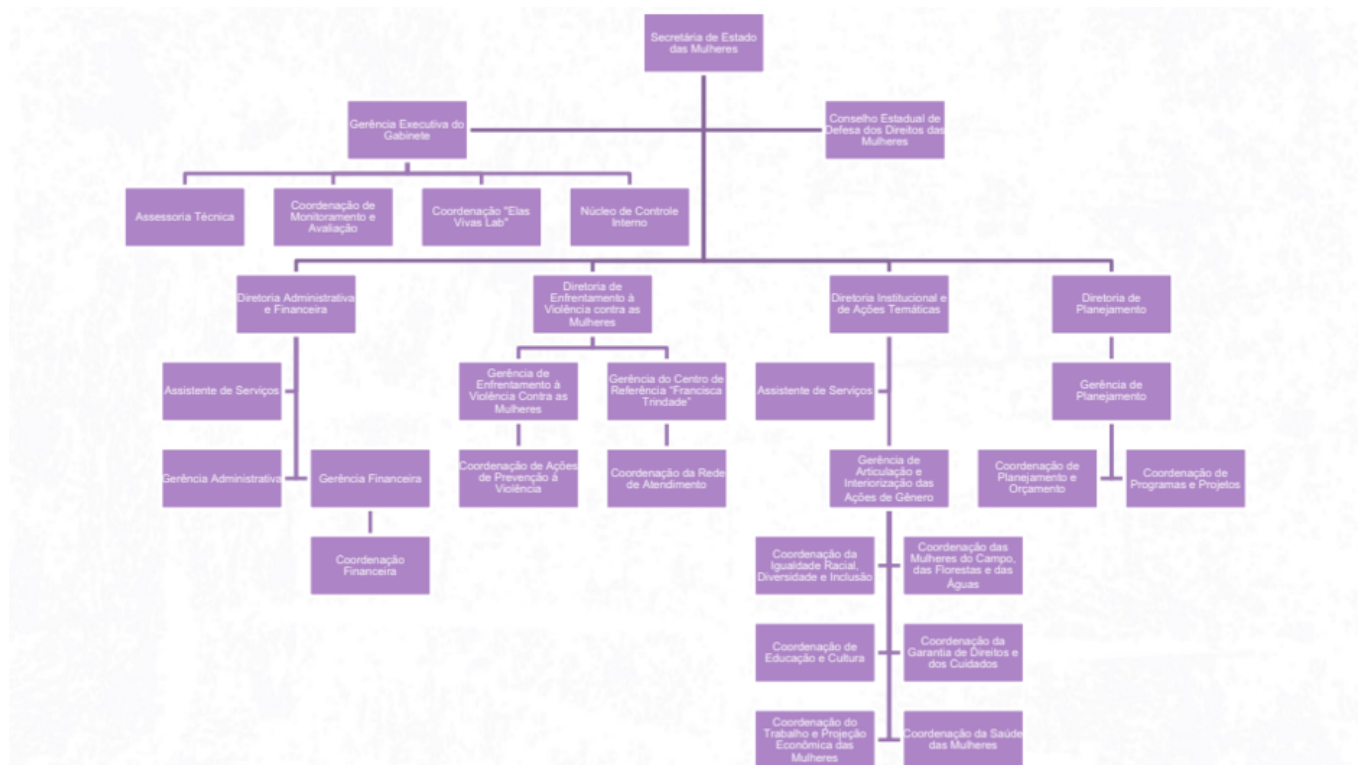 Secretária de Estado
das Mulheres
Gerência Executiva do
Gabinete
Conselho Estadual de
Defesa dos Direitos das
Mulheres
Assessoria Técnica
Coordenação de
Monitoramento e
Avaliação
Coordenação "Elas
Vivas Lab"
Núcleo de Controle
Interno
Diretoria Administrativa
e Financeira
Diretoria de
Enfrentamento à
Violência contra as
Mulheres
Diretoria Institucional e
de Ações Temáticas
Diretoria de
Planejamento
Assistente de Serviços
Gerência de
Enfrentamento à
Violência Contra as
Mulheres
Gerência do Centro de
Referência “Francisca
Trindade”
Assistente de Serviços
Gerência de
Planejamento
Gerência Administrativa
Gerência Financeira
Coordenação de Ações
de Prevenção à
Violência
Coordenação da Rede
de Atendimento
Gerência de
Articulação e
Interiorização das
Ações de Gênero
Coordenação de
Planejamento e
Orçamento
Coordenação de
Programas e Projetos
Coordenação
Financeira
Coordenação da
Igualdade Racial,
Diversidade e Inclusão
Coordenação das
Mulheres do Campo,
das Florestas e das
Águas
Coordenação de
Educação e Cultura
Coordenação da
Garantia de Direitos e
dos Cuidados
Coordenação do
Trabalho e Projeção
Econômica das
Mulheres
Coordenação da Saúde
das Mulheres